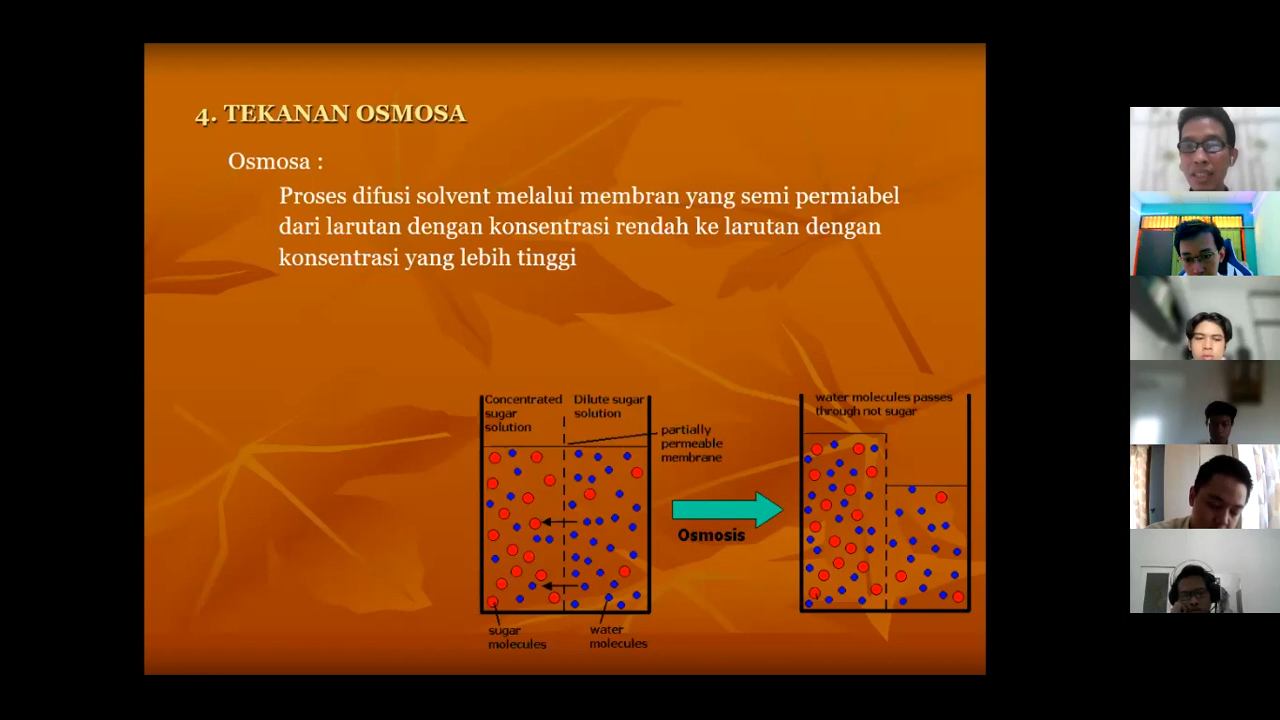 4. TEKANAN OSMOSA
Osmosa :
Proses difusi solvent melalui membran yang semi permiabel
dari larutan dengan konsentrasi rendah ke larutan dengan
konsentrasi yang lebih tinggi
Concentrated
sugar
solution
Dilute sugar
solution
partially
permeable
membrane
water molecules passes
through not sugar
Osmosis
sugar
molecules
water
molecules